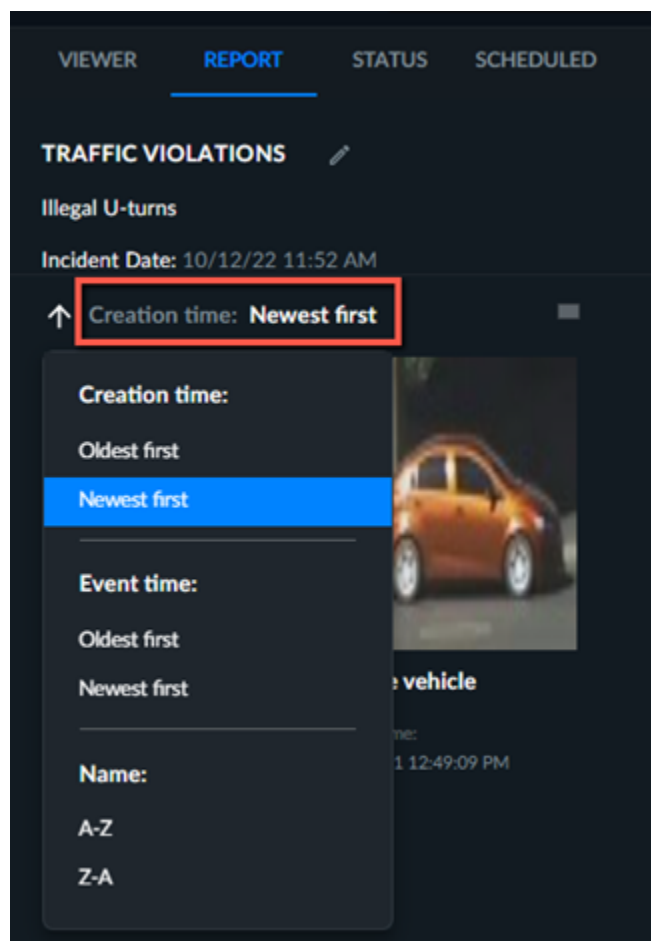 VIEWER REPORT STATUS SCHEDULED
TRAFFIC VIOLATIONS
Illegal U-turns
Incident Date: 10/12/22 11:52 AM
Creation time: Newest first
Creation time:
Oldest first
Newest first
Event time:
Oldest first
Newest first
vehicle
Name:
1 12:49:09 PM
A-Z
Z-A